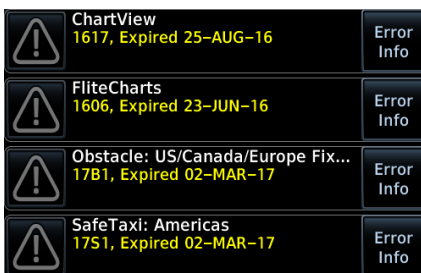 ChartView
1617, Expired 25–AUG–16
Error
Info
FliteCharts
1606, Expired 23–JUN–16
Error
Info
Obstacle: US/Canada/Europe Fix...
17B1, Expired 02–MAR–17
Error
Info
SafeTaxi: Americas
17S1, Expired 02–MAR–17
Error
Info